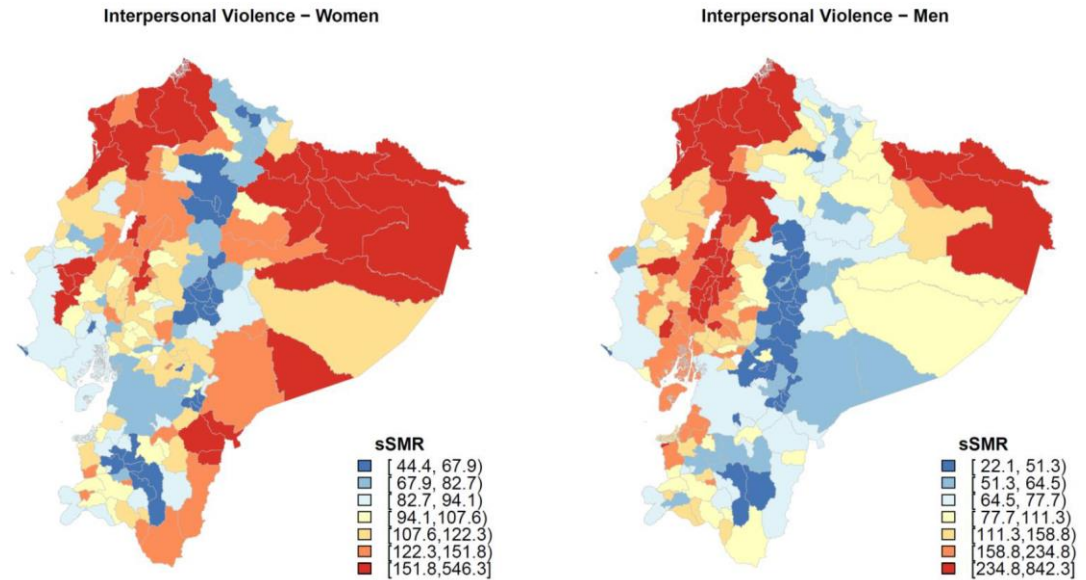 Interpersonal Violence – Women
Interpersonal Violence – Men
sSMR
[ 44.4, 67.9)
[ 67.9, 82.7)
[ 82.7, 94.1)
[ 94.1,107.6)
[107.6,122.3)
[122.3,151.8)
[151.8,546.3]
sSMR
[ 22.1, 51.3)
[ 51.3, 64.5)
[ 64.5, 77.7)
[ 77.7,111.3)
[111.3,158.8)
[158.8,234.8)
[234.8,842.3]